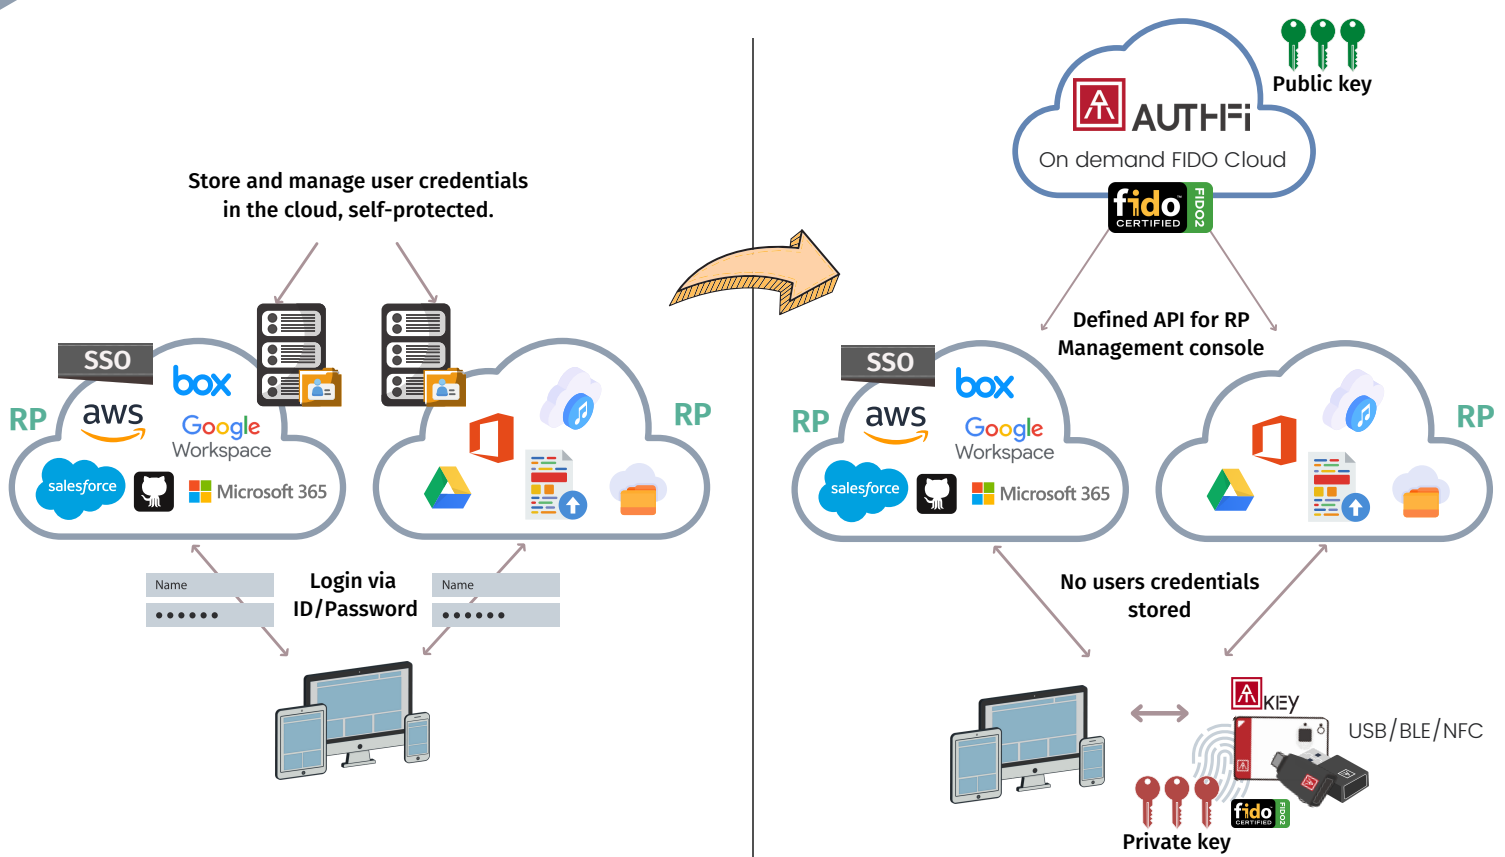 Store and manage user credentials
in the cloud, self-protected.
SSO
box
RP
aws
Google
Workspace
salesforce
Microsoft 365
RP
Name
Login via
ID/Password
Name
Public key
AUTHFi
On demand FIDO Cloud
fido
CERTIFIED
FIDO2
Defined API for RP
Management console
SSO
box
RP
aws
Google
Workspace
salesforce
Microsoft 365
RP
No users credentials
stored
KEY
USB/BLE/NFC
fido
CERTIFIED
FIDO2
Private key